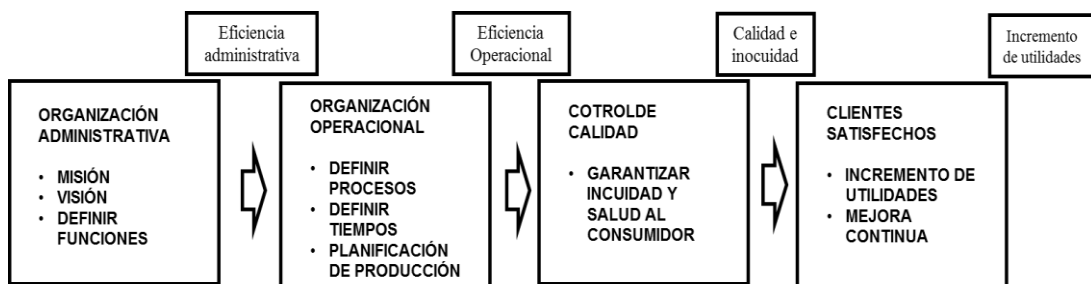 Eficiencia
administrativa
Eficiencia
Operacional
Calidad e
inocuidad
Incremento
de utilidades
ORGANIZACIÓN
ADMINISTRATIVA
• MISIÓN
• VISIÓN
• DEFINIR
FUNCIONES
ORGANIZACIÓN
OPERACIONAL
• DEFINIR
PROCESOS
• DEFINIR
TIEMPOS
• PLANIFICACIÓN
DE PRODUCCIÓN
COTROLDE
CALIDAD
• GARANTIZAR
INCUIDAD Y
SALUD AL
CONSUMIDOR
CLIENTES
SATISFECHOS
• INCREMENTO DE
UTILIDADES
• MEJORA
CONTINUA